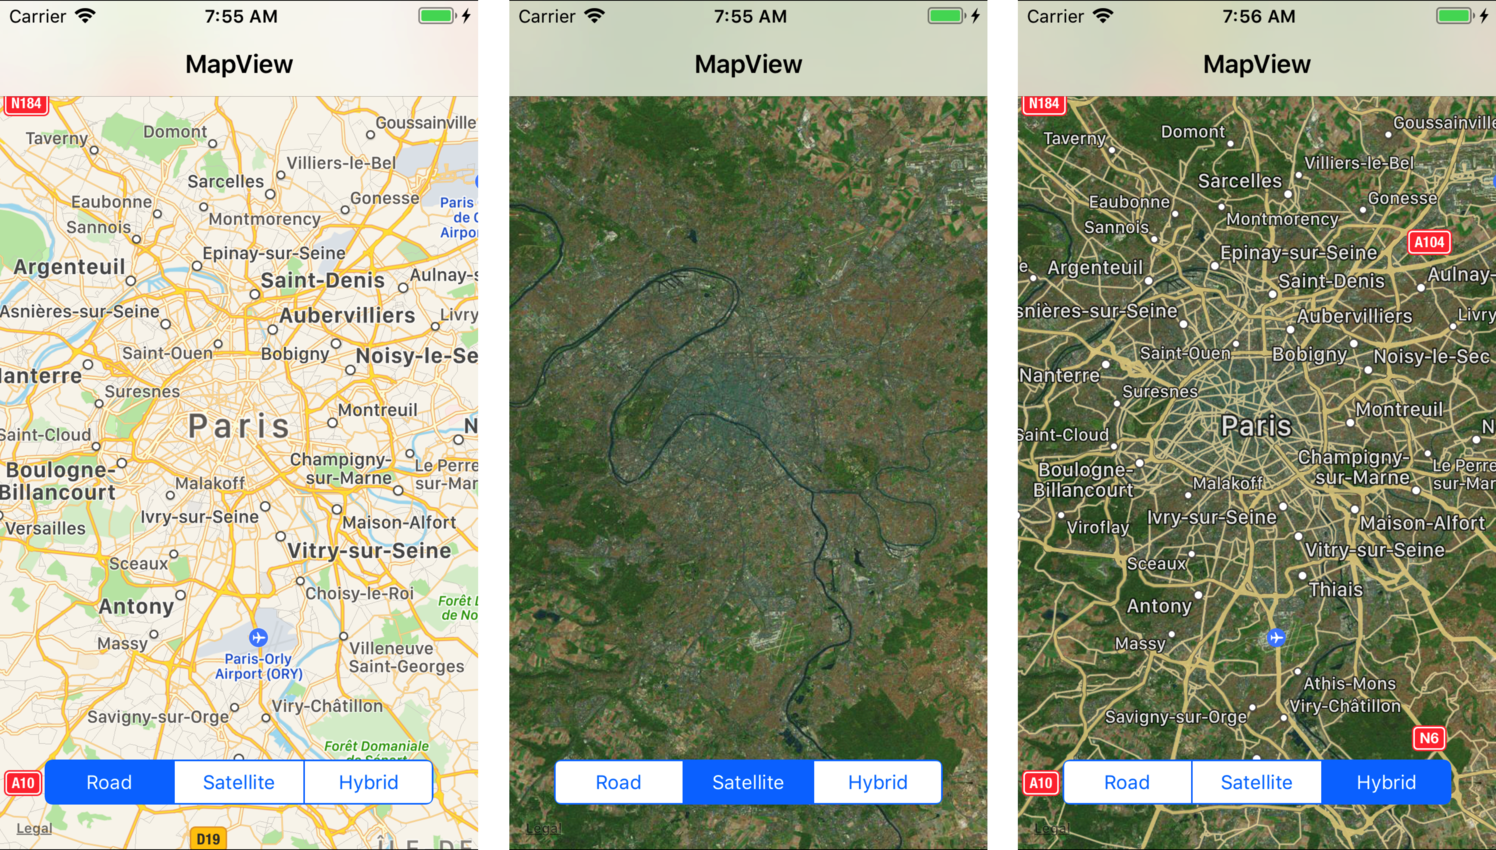 Carrier 7:55 AM
MapView
N184
Goussainville
Taverny
Domont
Villiers-le-Bel
Sarcelles
Eaubonne
Gonesse
Paris
de C
Airpo
Montmorency
Sannois
Epinay-sur-Seine
Argenteuil
Saint-Denis
Aulnay-s
Asnières-sur-Seine
Aubervilliers
Livry
Saint-Ouen
Bobigny
Noisy-le-Se
Nanterre
Suresnes
Montreuil
Paris
N
Saint-Cloud
Champigny-
sur-Marne
Le Perre
sur-Mar
Boulogne-
Billancourt
Malakoff
Ivry-sur-Seine
Maison-Alfort
Versailles
Vitry-sur-Seine
Sceaux
Choisy-le-Roi
Antony
Forêt D
de No
Massy
Paris-Orly
Airport (ORY)
Villeneuve
Saint-Georges
Savigny-sur-Orge
Viry-Châtillon
Forêt Domaniale
de Sénart
A10
Road Satellite Hybrid
Legal
D19
ÎLE DE
Carrier 7:55 AM
MapView
Road Satellite Hybrid
Legal
Carrier 7:56 AM
MapView
N184
Goussainville
Taverny
Domont
Villiers-le-Bel
Sarcelles
Eaubonne
Gonesse
Montmorency
Sannois
A104
Epinay-sur-Seine
e
Argenteuil
Saint-Denis
Aulnay-
snières-sur-Seine
Aubervilliers
Livry
Saint-Ouen
Bobigny
Noisy-le-Sec
Nanterre
Suresnes
Montreuil
Paris
N
Saint-Cloud
Champigny-
sur-Marne
Le Perre
sur-Mar
Boulogne-
Billancourt
Malakoff
Ivry-sur-Seine
Maison-Alfort
Viroflay
Vitry-sur-Seine
Sceaux
Thiais
Antony
Massy
Athis-Mons
Savigny-sur-Orge
Viry-Châtillon
N6
A10
Road Satellite Hybrid
Legal